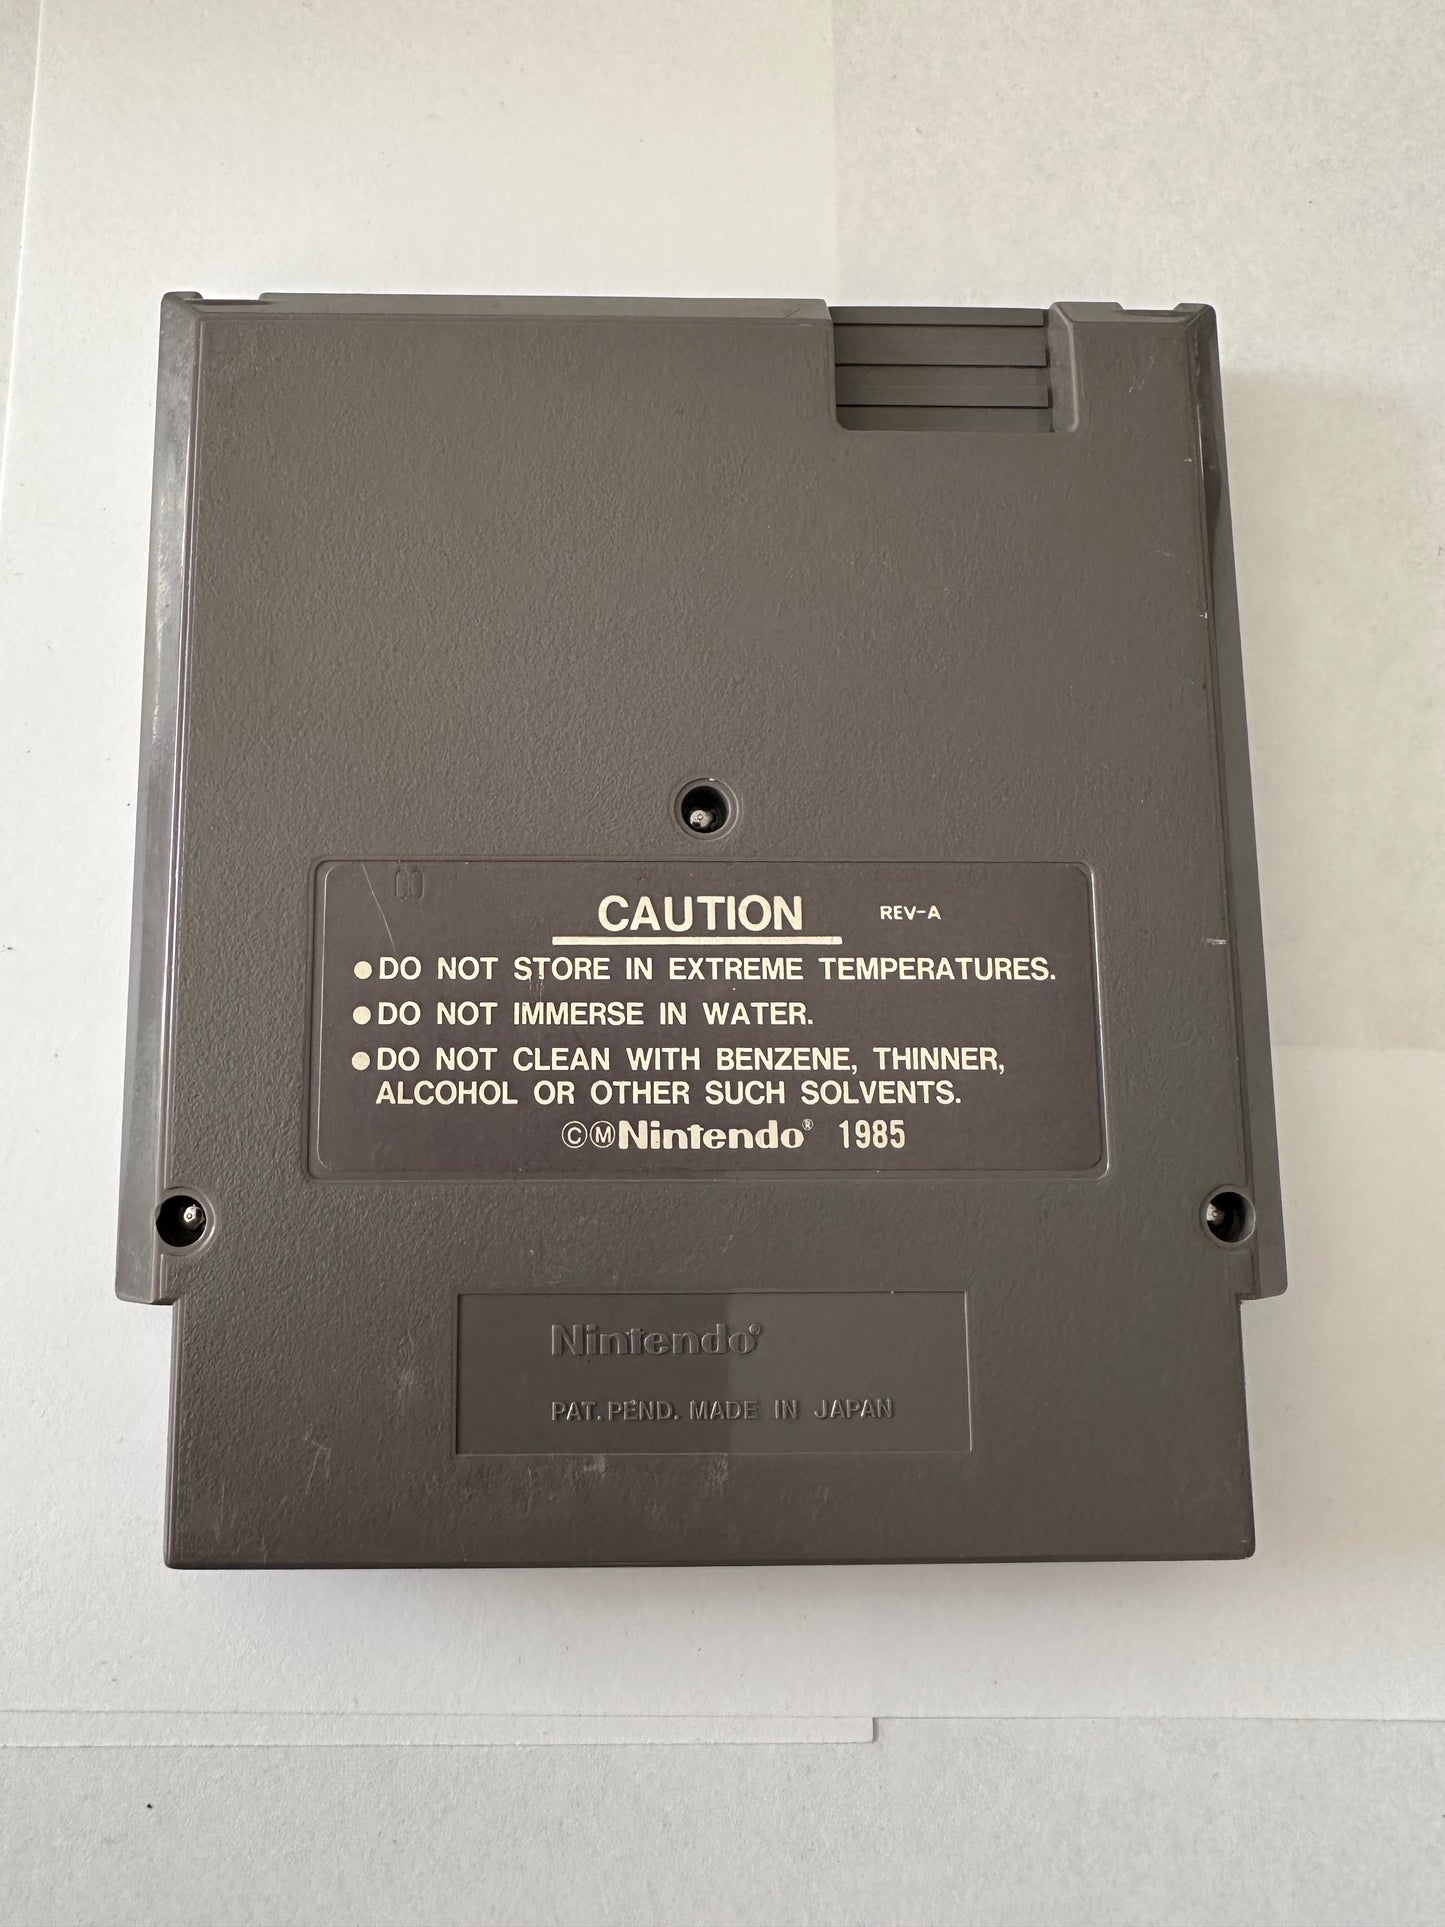 CAUTION REV-A
●DO NOT STORE IN EXTREME TEMPERATURES.
●DO NOT IMMERSE IN WATER.
●DO NOT CLEAN WITH BENZENE, THINNER,
ALCOHOL OR OTHER SUCH SOLVENTS.
©ⓂNintendo® 1985
Nintendo®
PAT. PEND. MADE IN JAPAN